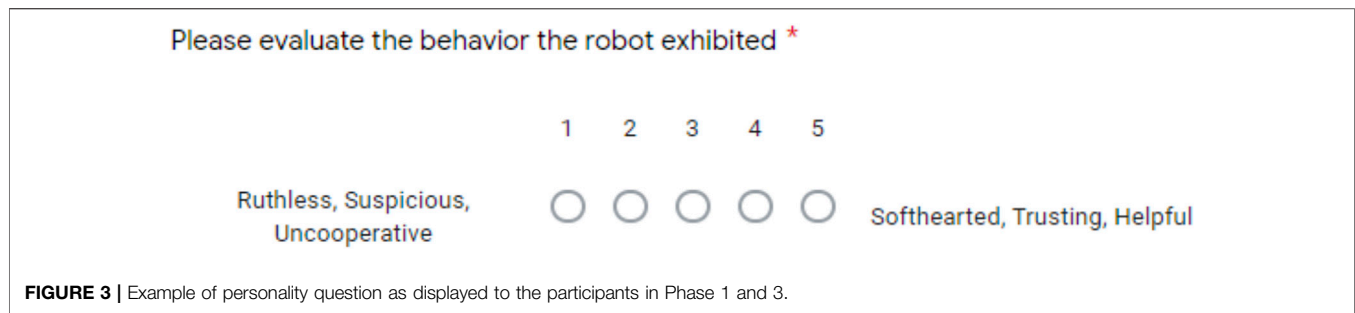 Please evaluate the behavior the robot exhibited *
1 2 3 4 5
Ruthless, Suspicious,
Uncooperative
Softhearted, Trusting, Helpful
FIGURE 3 | Example of personality question as displayed to the participants in Phase 1 and 3.